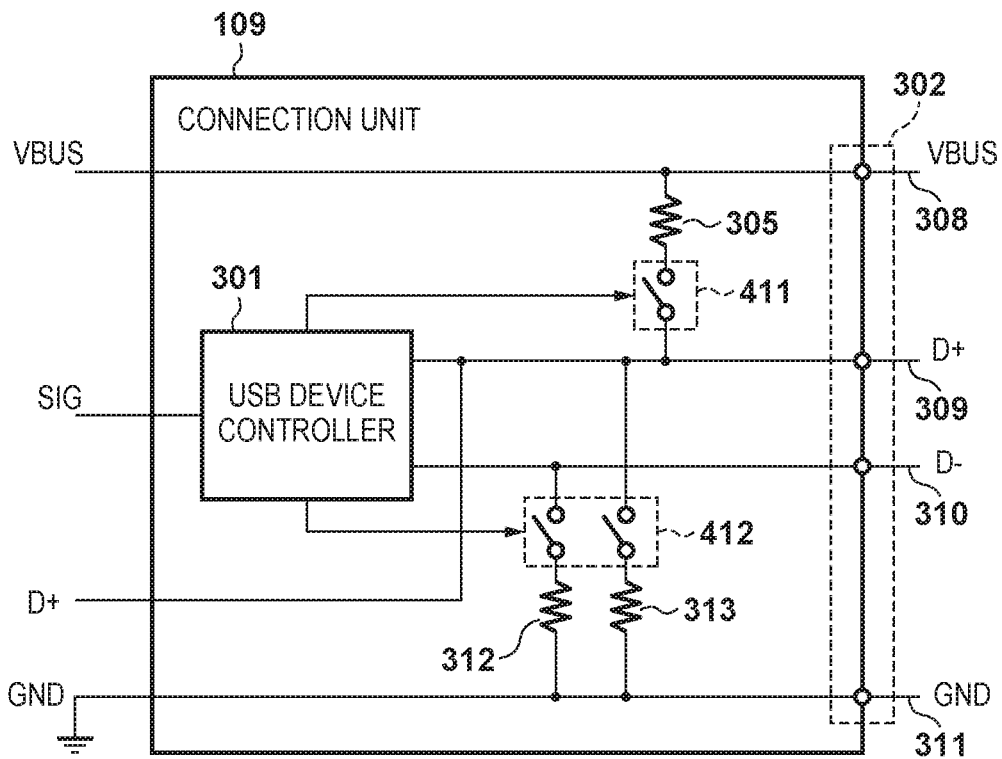 109
302
CONNECTION UNIT
VBUS
VBUS
308
305
411
301
D+
309
SIG
USB DEVICE
CONTROLLER
D-
310
412
D+
312
313
GND
GND
311